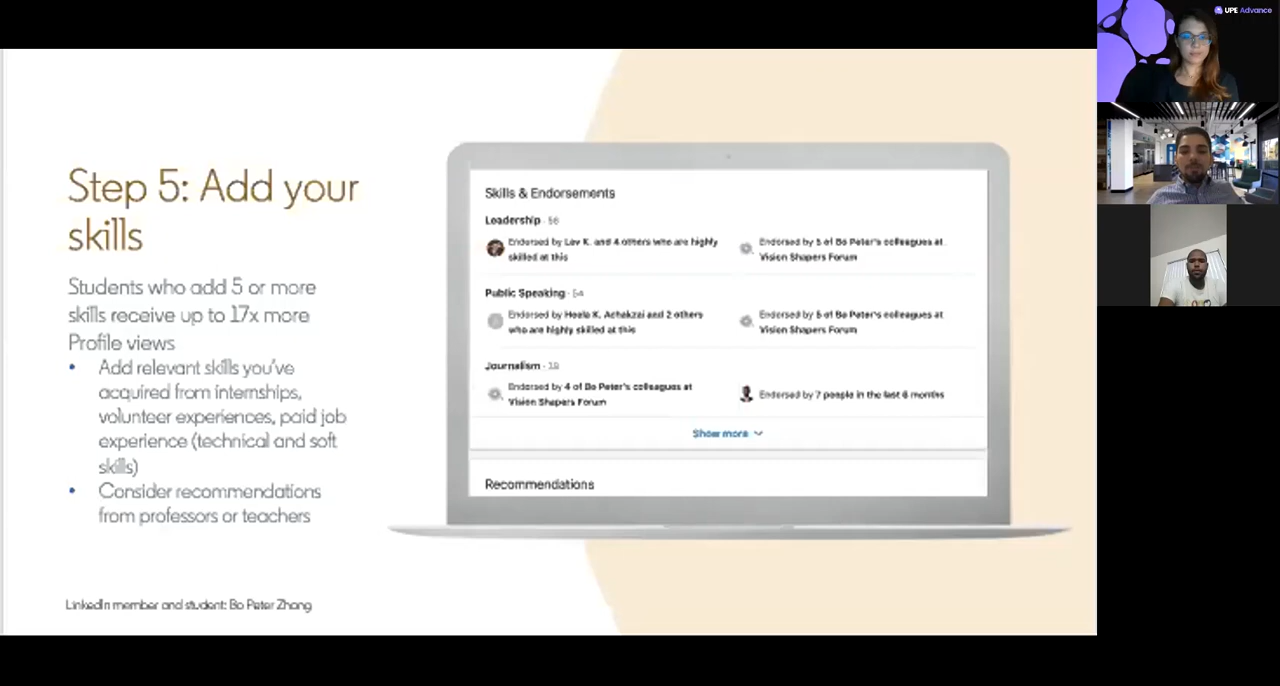 UPE Advance
Step 5: Add your
skills
Students who add 5 or more
skills receive up to 17x more
Profile views
• Add relevant skills you've
acquired from internships,
volunteer experiences, paid job
experience (technical and soft
skills)
• Consider recommendations
from professors or teachers
LinkedIn member and student: Bo Peter Zhang
Skills & Endorsements
Leadership · 56
Endorsed by Lev K. and 4 others who are highly
skilled at this
Endorsed by 5 of Bo Peter's colleagues at
Vision Shapers Forum
Public Speaking · 54
Endorsed by Heela K. Achakzai and 2 others
who are highly skilled at this
Endorsed by 5 of Bo Peter's colleagues at
Vision Shapers Forum
Journalism · 19
Endorsed by 4 of Bo Peter's colleagues at
Vision Shapers Forum
Endorsed by 7 people in the last 6 months
Show more
Recommendations